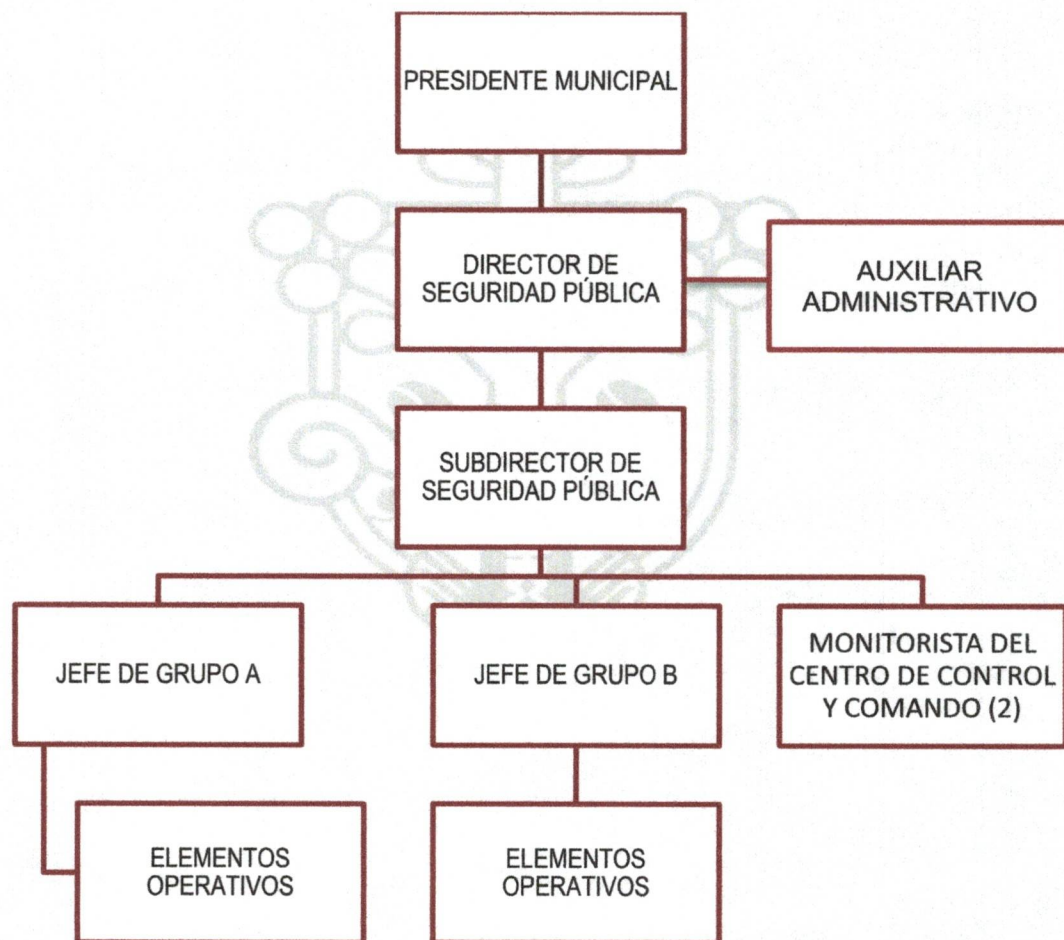 PRESIDENTE MUNICIPAL
DIRECTOR DE
SEGURIDAD PÚBLICA
AUXILIAR
ADMINISTRATIVO
SUBDIRECTOR DE
SEGURIDAD PÚBLICA
JEFE DE GRUPO A
JEFE DE GRUPO B
MONITORISTA DEL
CENTRO DE CONTROL
Y COMANDO (2)
ELEMENTOS
OPERATIVOS
ELEMENTOS
OPERATIVOS